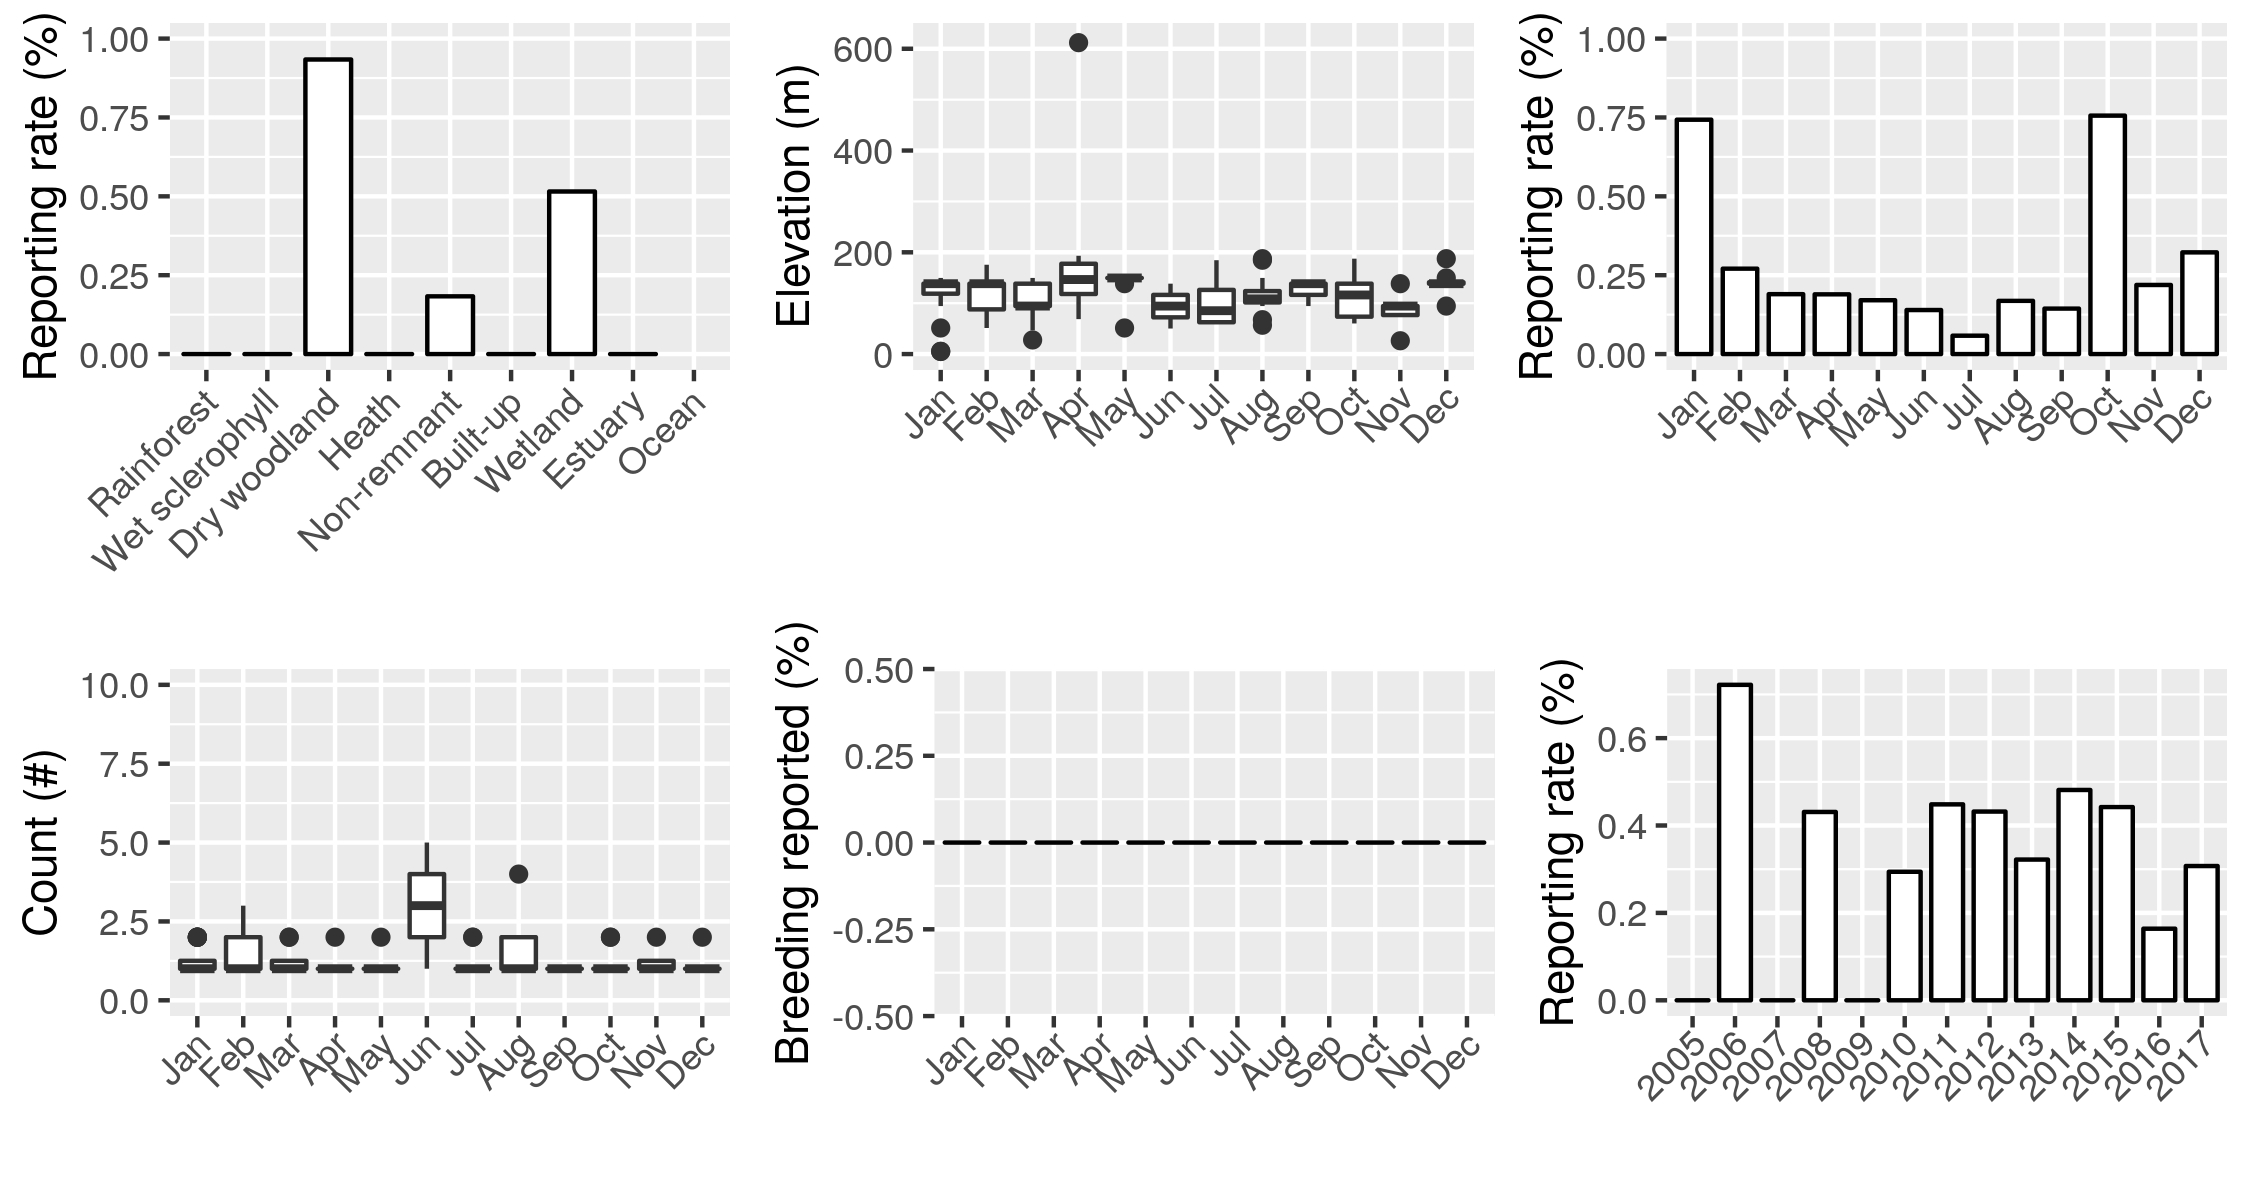 Reporting rate (%)
1.00
0.75
0.50
0.25
0.00
Rainforest
Wet sclerophyll
Dry woodland
Heath
Non-remnant
Built-up
Wetland
Estuary
Ocean
Elevation (m)
600
400
200
0
Jan
Feb
Mar
Apr
May
Jun
Jul
Aug
Sep
Oct
Nov
Dec
Reporting rate (%)
1.00
0.75
0.50
0.25
0.00
Jan
Feb
Mar
Apr
May
Jun
Jul
Aug
Sep
Oct
Nov
Dec
Count (#)
10.0
7.5
5.0
2.5
0.0
Jan
Feb
Mar
Apr
May
Jun
Jul
Aug
Sep
Oct
Nov
Dec
Breeding reported (%)
0.50
0.25
0.00
-0.25
-0.50
Jan
Feb
Mar
Apr
May
Jun
Jul
Aug
Sep
Oct
Nov
Dec
Reporting rate (%)
0.6
0.4
0.2
0.0
2005
2006
2007
2008
2009
2010
2011
2012
2013
2014
2015
2016
2017